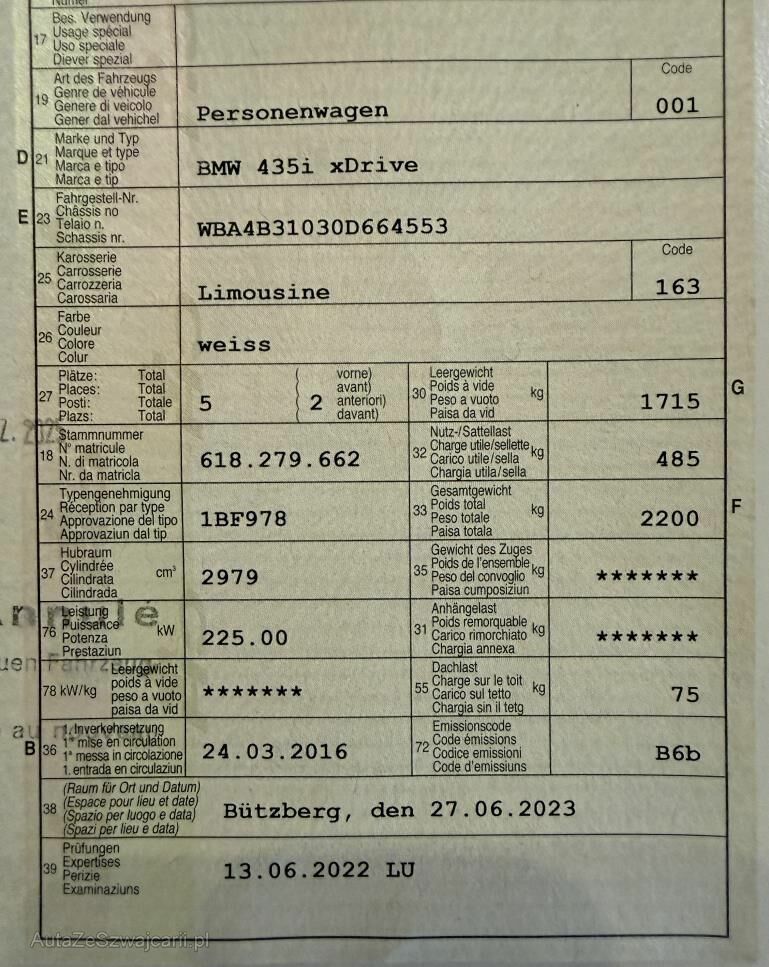 Bes. Verwendung
17 Usage spécial
Uso speciale
Diever spezial
Art des Fahrzeugs
Code
19 Genre de véhicule
Genere di veicolo
Gener dal vehichel
Personenwagen
001
Marke und Typ
D 21 Marque et type
Marca e tipo
Marca e tip
BMW 435i xDrive
Fahrgestell-Nr.
E 23 Châssis no
Telaio n.
Schassis nr.
WBA4B31030D664553
Karosserie
Code
25 Carrosserie
Carrozzeria
Carossaria
Limousine
163
Farbe
26 Couleur
Colore
Colur
weiss
27 Plätze: Total
Places: Total
Posti: Totale
Plazs: Total
5
( vorne)
( avant)
( anteriori)
( davant)
2
30 Leergewicht
Poids à vide
Peso a vuoto
Paisa da vid
kg
1715
G
18 Stammnummer
N° matricule
N. di matricola
Nr. da matricla
618.279.662
32 Nutz-/Sattellast
Charge utile/sellette
Carico utile/sella
Chargia utila/sella
kg
485
24 Typengenehmigung
Réception par type
Approvazione del tipo
Approvaziun dal tip
1BF978
33 Gesamtgewicht
Poids total
Peso totale
Paisa totala
kg
2200
F
37 Hubraum
Cylindrée
Cilindrata
Cilindrada
cm³
2979
35 Gewicht des Zuges
Poids de l'ensemble
Peso del convoglio
Paisa cumposiziun
kg
*******
76 Leistung
Puissance
Potenza
Prestaziun
kW
225.00
31 Anhängelast
Poids remorquable
Carico rimorchiato
Chargia annexa
kg
*******
78 kW/kg
Leergewicht
poids à vide
peso a vuoto
paisa da vid
*******
55 Dachlast
Charge sur le toit
Carico sul tetto
Chargia sin il tetg
kg
75
B 36 1. Inverkehrsetzung
1re mise en circulation
1a messa in circolazione
1. entrada en circulaziun
24.03.2016
72 Emissionscode
Code émissions
Codice emissioni
Code d'emissiuns
B6b
38 (Raum für Ort und Datum)
(Espace pour lieu et date)
(Spazio per luogo e data)
(Spazi per lieu e data)
Bützberg, den 27.06.2023
39 Prüfungen
Expertises
Perizie
Examinaziuns
13.06.2022 LU
AutaZeSzwajcarii.pl